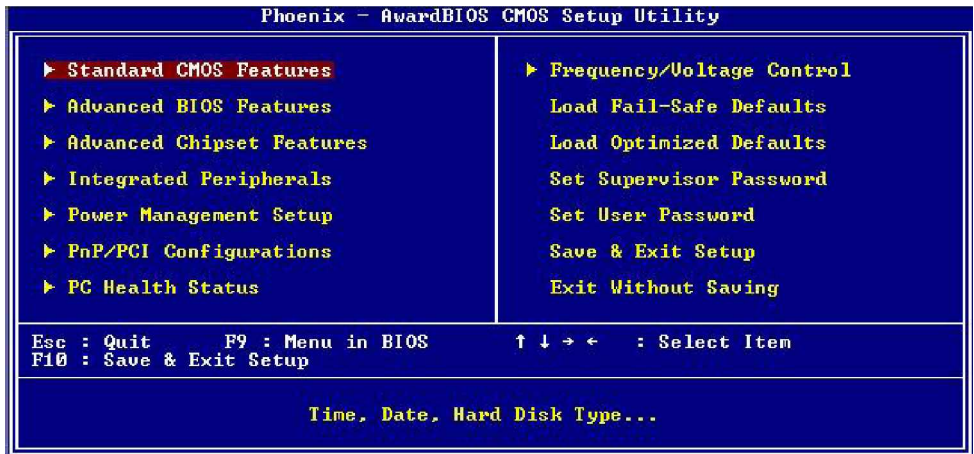 Phoenix - AwardBIOS CMOS Setup Utility
▶ Standard CMOS Features
▶ Advanced BIOS Features
▶ Advanced Chipset Features
▶ Integrated Peripherals
▶ Power Management Setup
▶ PnP/PCI Configurations
▶ PC Health Status
▶ Frequency/Voltage Control
Load Fail-Safe Defaults
Load Optimized Defaults
Set Supervisor Password
Set User Password
Save & Exit Setup
Exit Without Saving
Esc : Quit F9 : Menu in BIOS ↑ ↓ → ← : Select Item
F10 : Save & Exit Setup
Time, Date, Hard Disk Type...